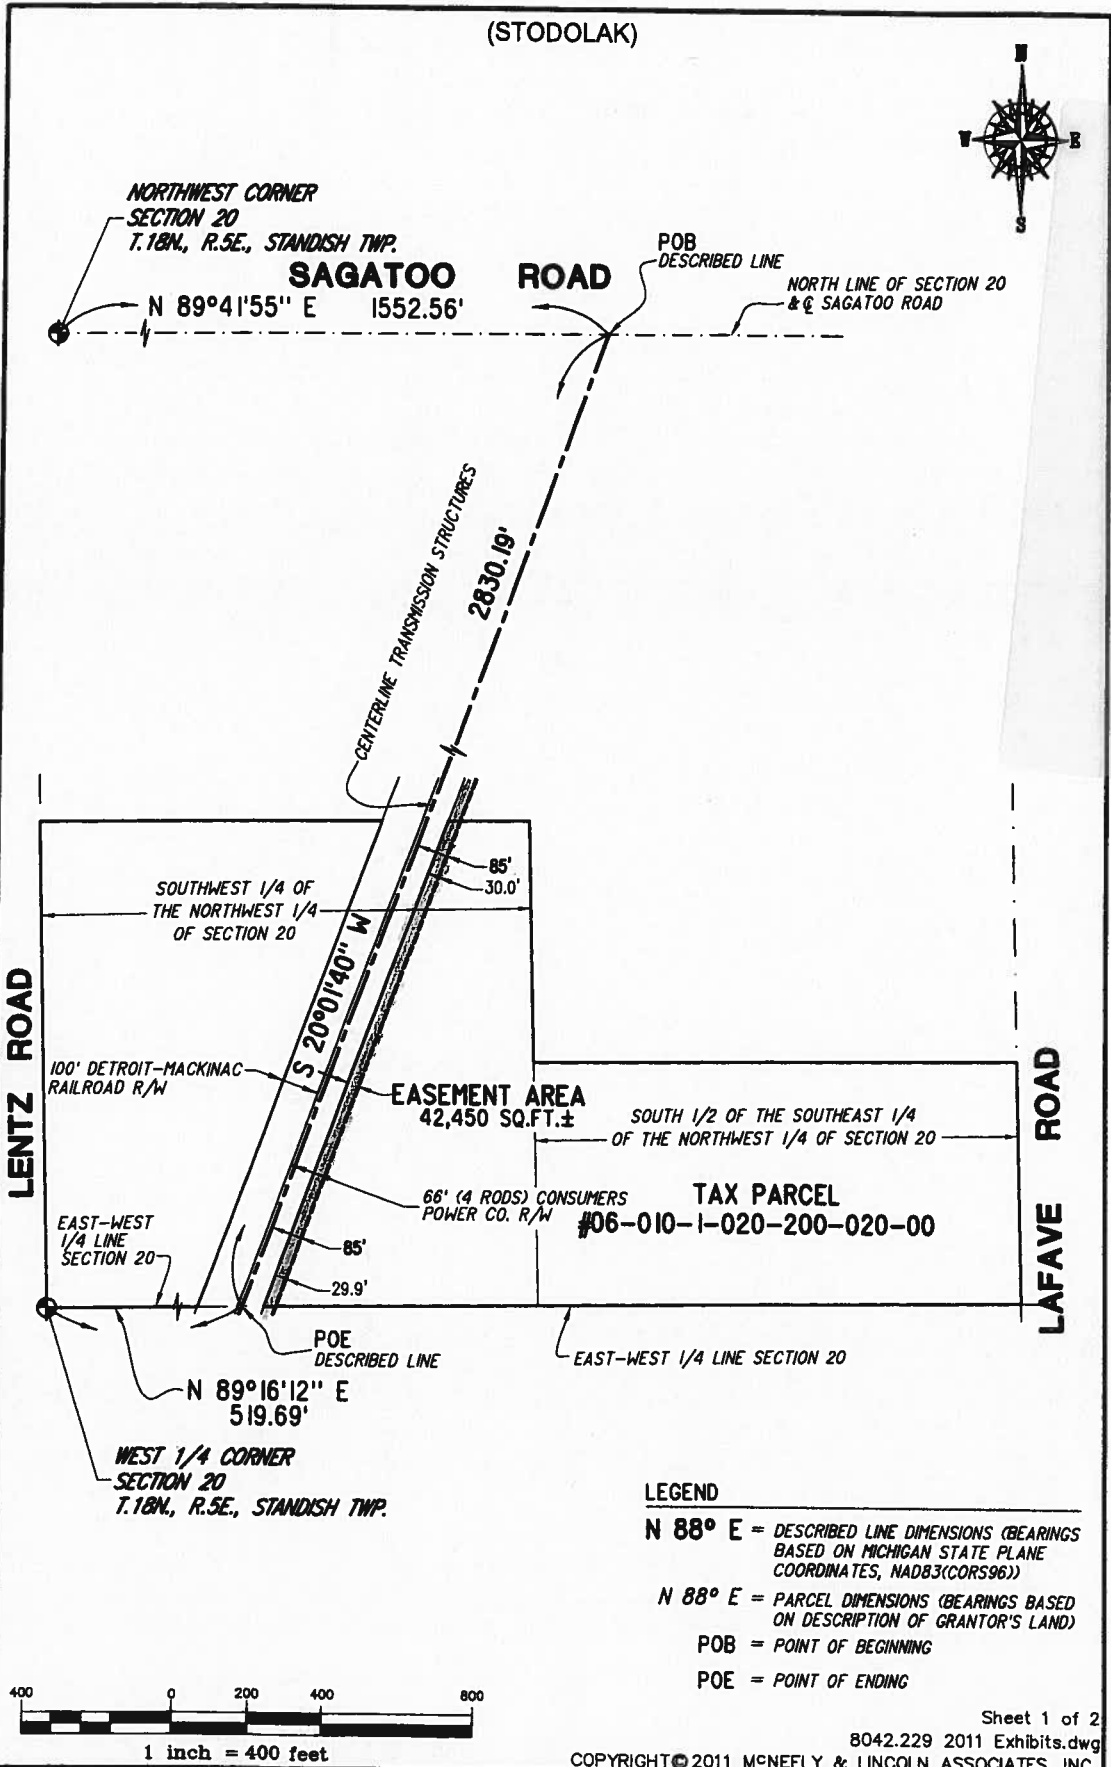 (STODOLAK)
N
W
E
S
NORTHWEST CORNER
SECTION 20
T.18N., R.5E., STANDISH TWP.
SAGATOO ROAD
N 89°41'55" E 1552.56'
POB
DESCRIBED LINE
NORTH LINE OF SECTION 20
& ℄ SAGATOO ROAD
CENTERLINE TRANSMISSION STRUCTURES
2830.19'
85'
30.0'
SOUTHWEST 1/4 OF
THE NORTHWEST 1/4
OF SECTION 20
S 20°01'40" W
LENTZ ROAD
100' DETROIT-MACKINAC
RAILROAD R/W
EASEMENT AREA
42,450 SQ.FT.±
SOUTH 1/2 OF THE SOUTHEAST 1/4
OF THE NORTHWEST 1/4 OF SECTION 20
LAFAVE ROAD
66' (4 RODS) CONSUMERS
POWER CO. R/W
TAX PARCEL
#06-010-1-020-200-020-00
EAST-WEST
1/4 LINE
SECTION 20
85'
29.9'
POE
DESCRIBED LINE
EAST-WEST 1/4 LINE SECTION 20
N 89°16'12" E
519.69'
WEST 1/4 CORNER
SECTION 20
T.18N., R.5E., STANDISH TWP.
LEGEND
N 88° E = DESCRIBED LINE DIMENSIONS (BEARINGS
BASED ON MICHIGAN STATE PLANE
COORDINATES, NAD83(CORS96))
N 88° E = PARCEL DIMENSIONS (BEARINGS BASED
ON DESCRIPTION OF GRANTOR'S LAND)
POB = POINT OF BEGINNING
POE = POINT OF ENDING
400 0 200 400 800
1 inch = 400 feet
Sheet 1 of 2
8042.229 2011 Exhibits.dwg
COPYRIGHT © 2011 McNEELY & LINCOLN ASSOCIATES, INC.